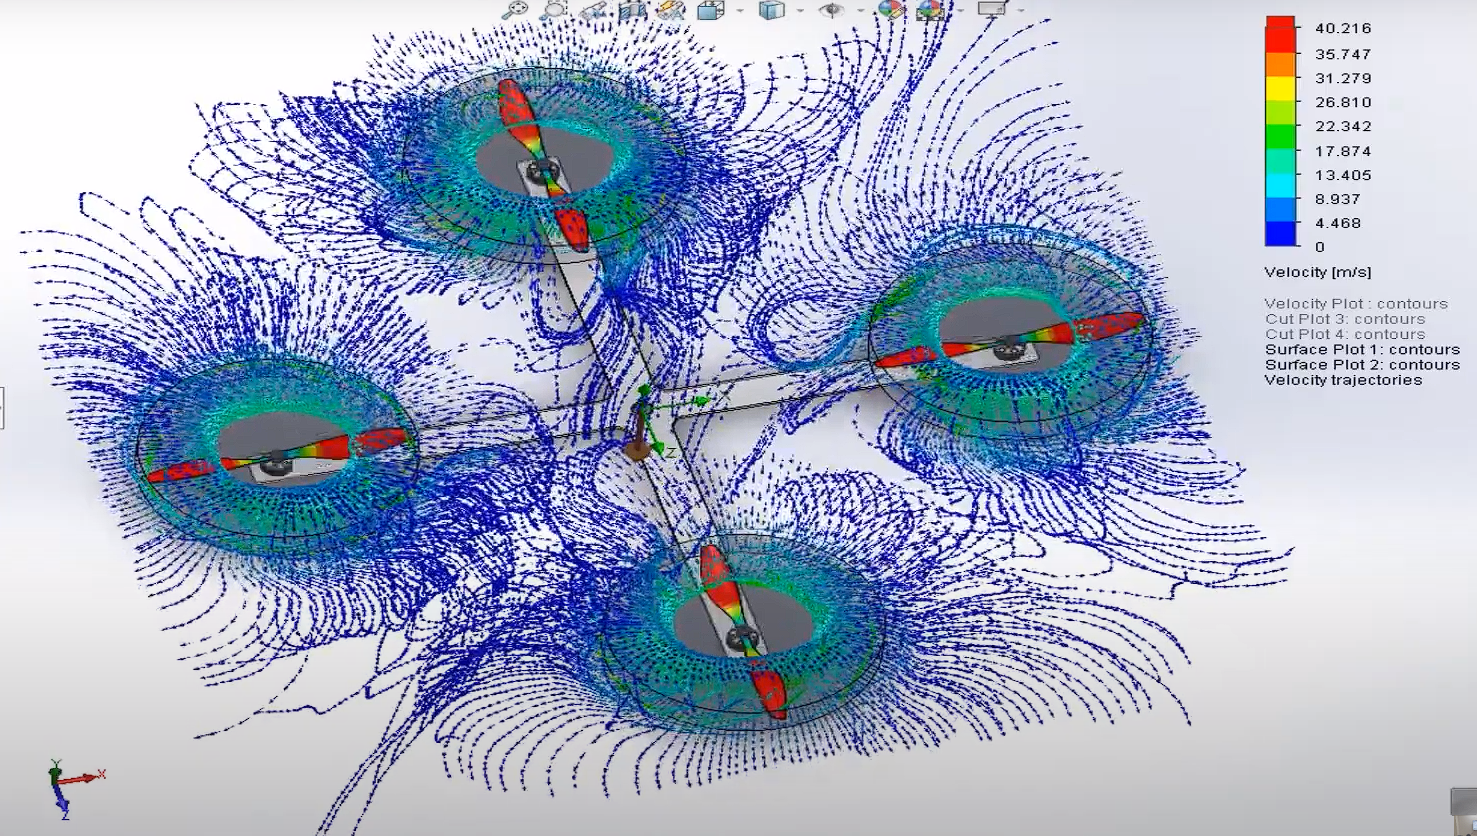 40.216
35.747
31.279
26.810
22.342
17.874
13.405
8.937
4.468
0
Velocity [m/s]
Velocity Plot : contours
Cut Plot 3: contours
Cut Plot 4: contours
Surface Plot 1: contours
Surface Plot 2: contours
Velocity trajectories
X
Z
Y
X
Z